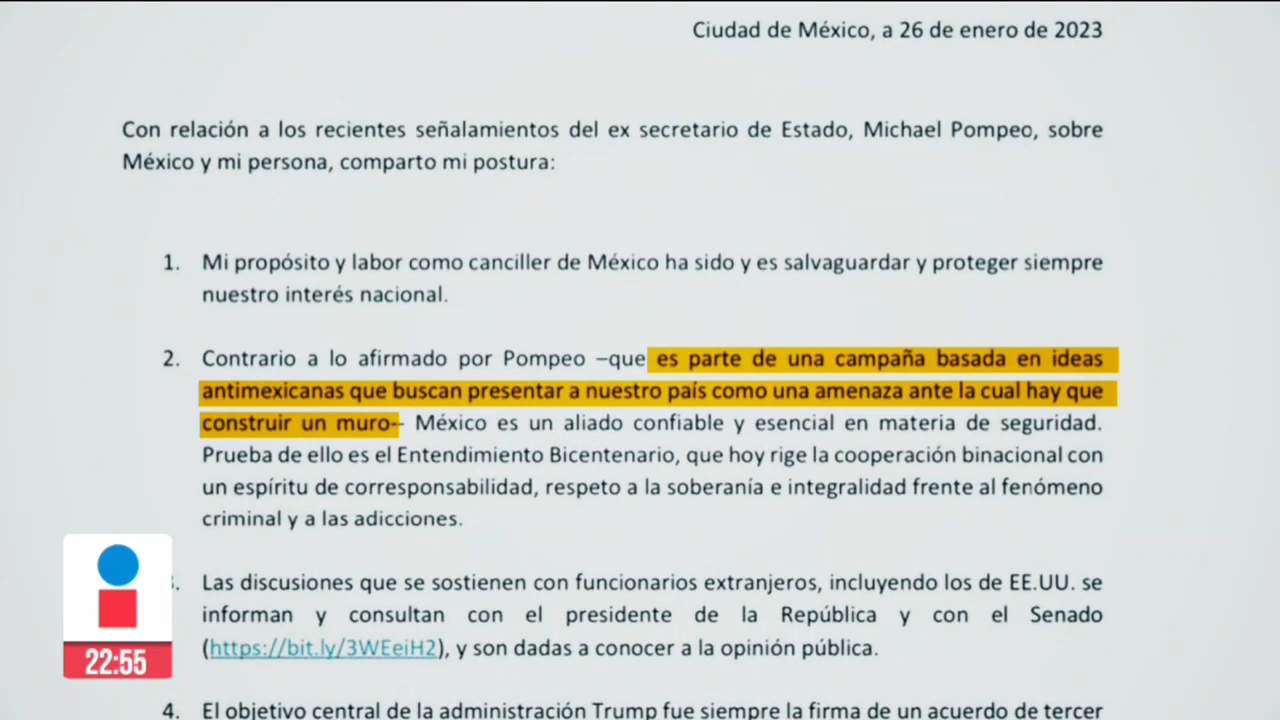 Ciudad de México, a 26 de enero de 2023
Con relación a los recientes señalamientos del ex secretario de Estado, Michael Pompeo, sobre
México y mi persona, comparto mi postura:
1. Mi propósito y labor como canciller de México ha sido y es salvaguardar y proteger siempre
nuestro interés nacional.
2. Contrario a lo afirmado por Pompeo –que es parte de una campaña basada en ideas
antimexicanas que buscan presentar a nuestro país como una amenaza ante la cual hay que
construir un muro-- México es un aliado confiable y esencial en materia de seguridad.
Prueba de ello es el Entendimiento Bicentenario, que hoy rige la cooperación binacional con
un espíritu de corresponsabilidad, respeto a la soberanía e integralidad frente al fenómeno
criminal y a las adicciones.
3. Las discusiones que se sostienen con funcionarios extranjeros, incluyendo los de EE.UU. se
informan y consultan con el presidente de la República y con el Senado
(https://bit.ly/3WEeiH2), y son dadas a conocer a la opinión pública.
4. El objetivo central de la administración Trump fue siempre la firma de un acuerdo de tercer
22:55